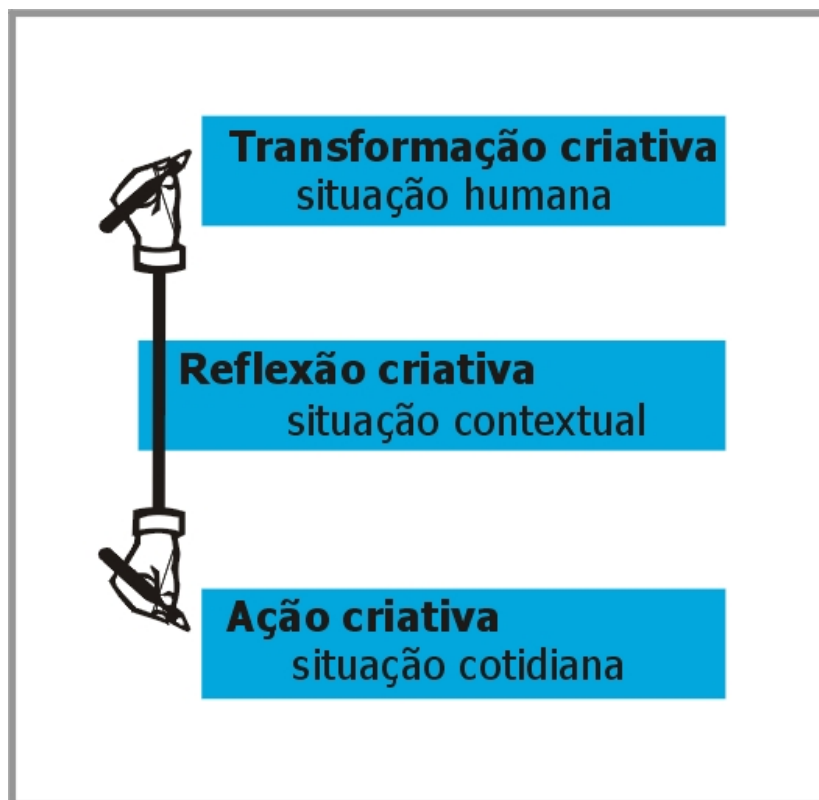 Transformação criativa
situação humana
Reflexão criativa
situação contextual
Ação criativa
situação cotidiana